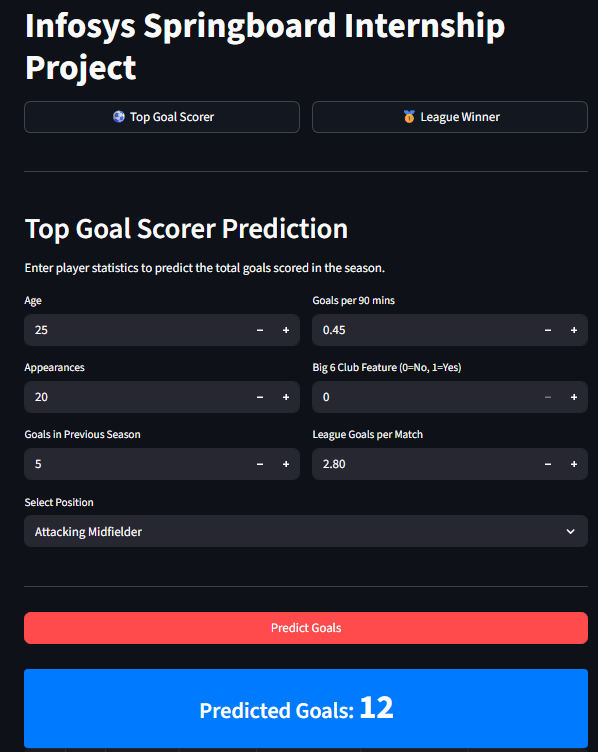 Infosys Springboard Internship
Project
Top Goal Scorer
League Winner
Top Goal Scorer Prediction
Enter player statistics to predict the total goals scored in the season.
Age
Goals per 90 mins
25 − +
0.45 − +
Appearances
Big 6 Club Feature (0=No, 1=Yes)
20 − +
0 − +
Goals in Previous Season
League Goals per Match
5 − +
2.80 − +
Select Position
Attacking Midfielder
Predict Goals
Predicted Goals: 12